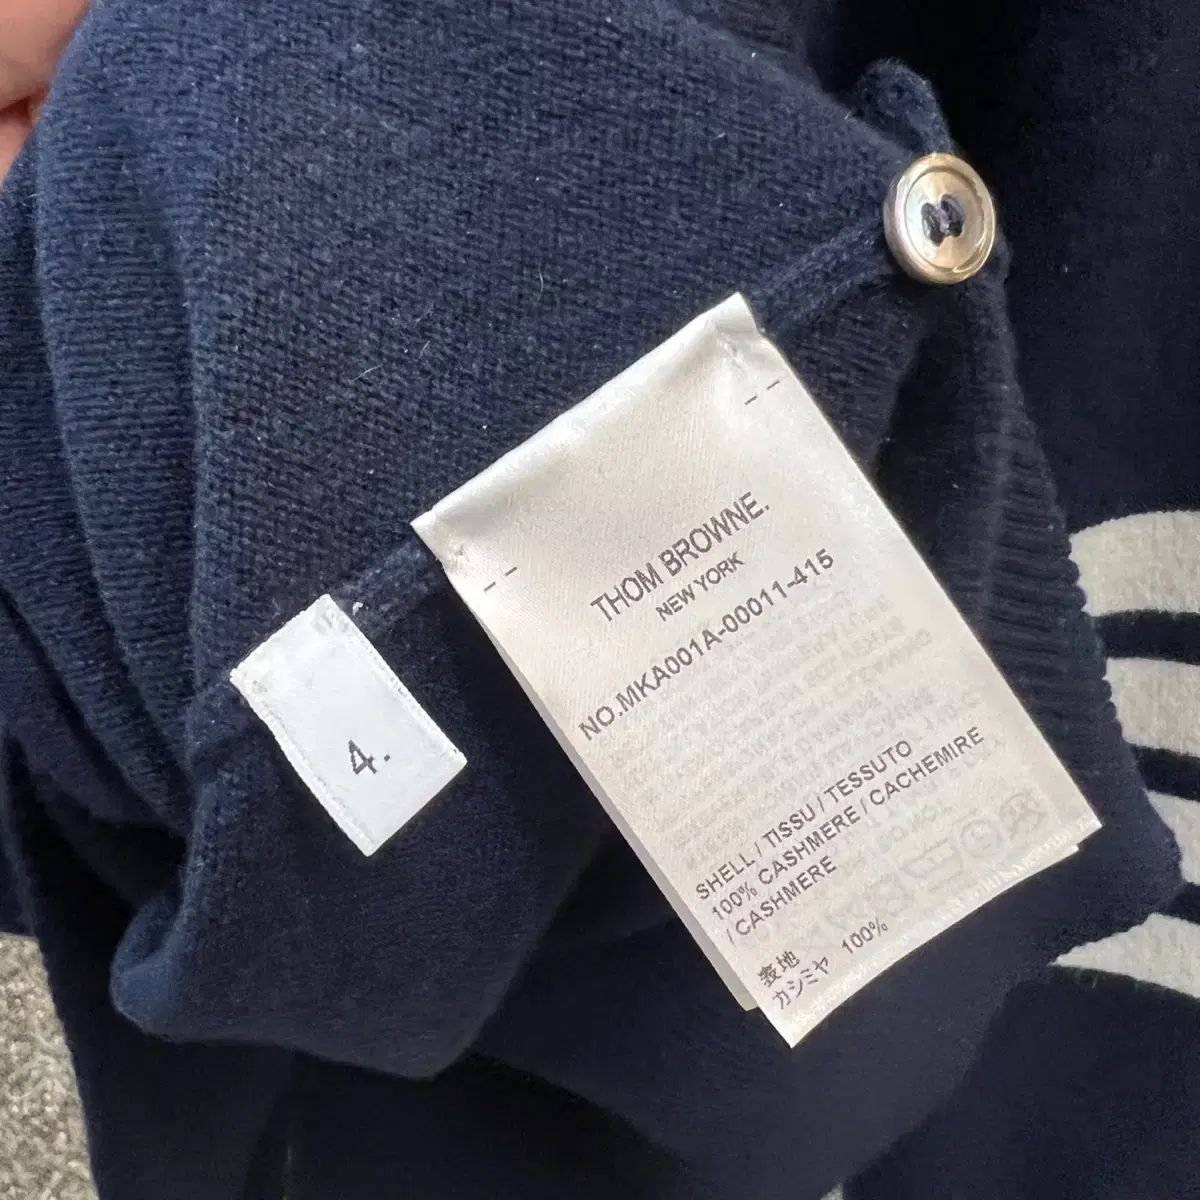 THOM BROWNE.
NEW YORK
NO.MKA001A-00011-415
SHELL / TISSU / TESSUTO
100% CASHMERE / CACHEMIRE
/ CASHMERE
表地
カシミヤ 100%
4.